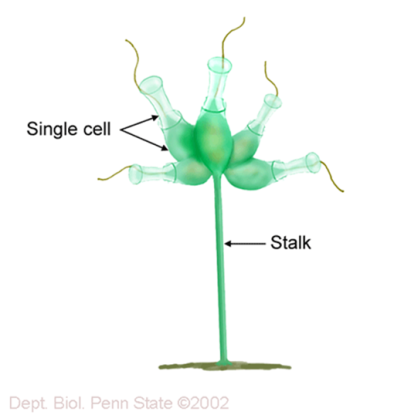 Single cell
Stalk
Dept. Biol. Penn State ©2002